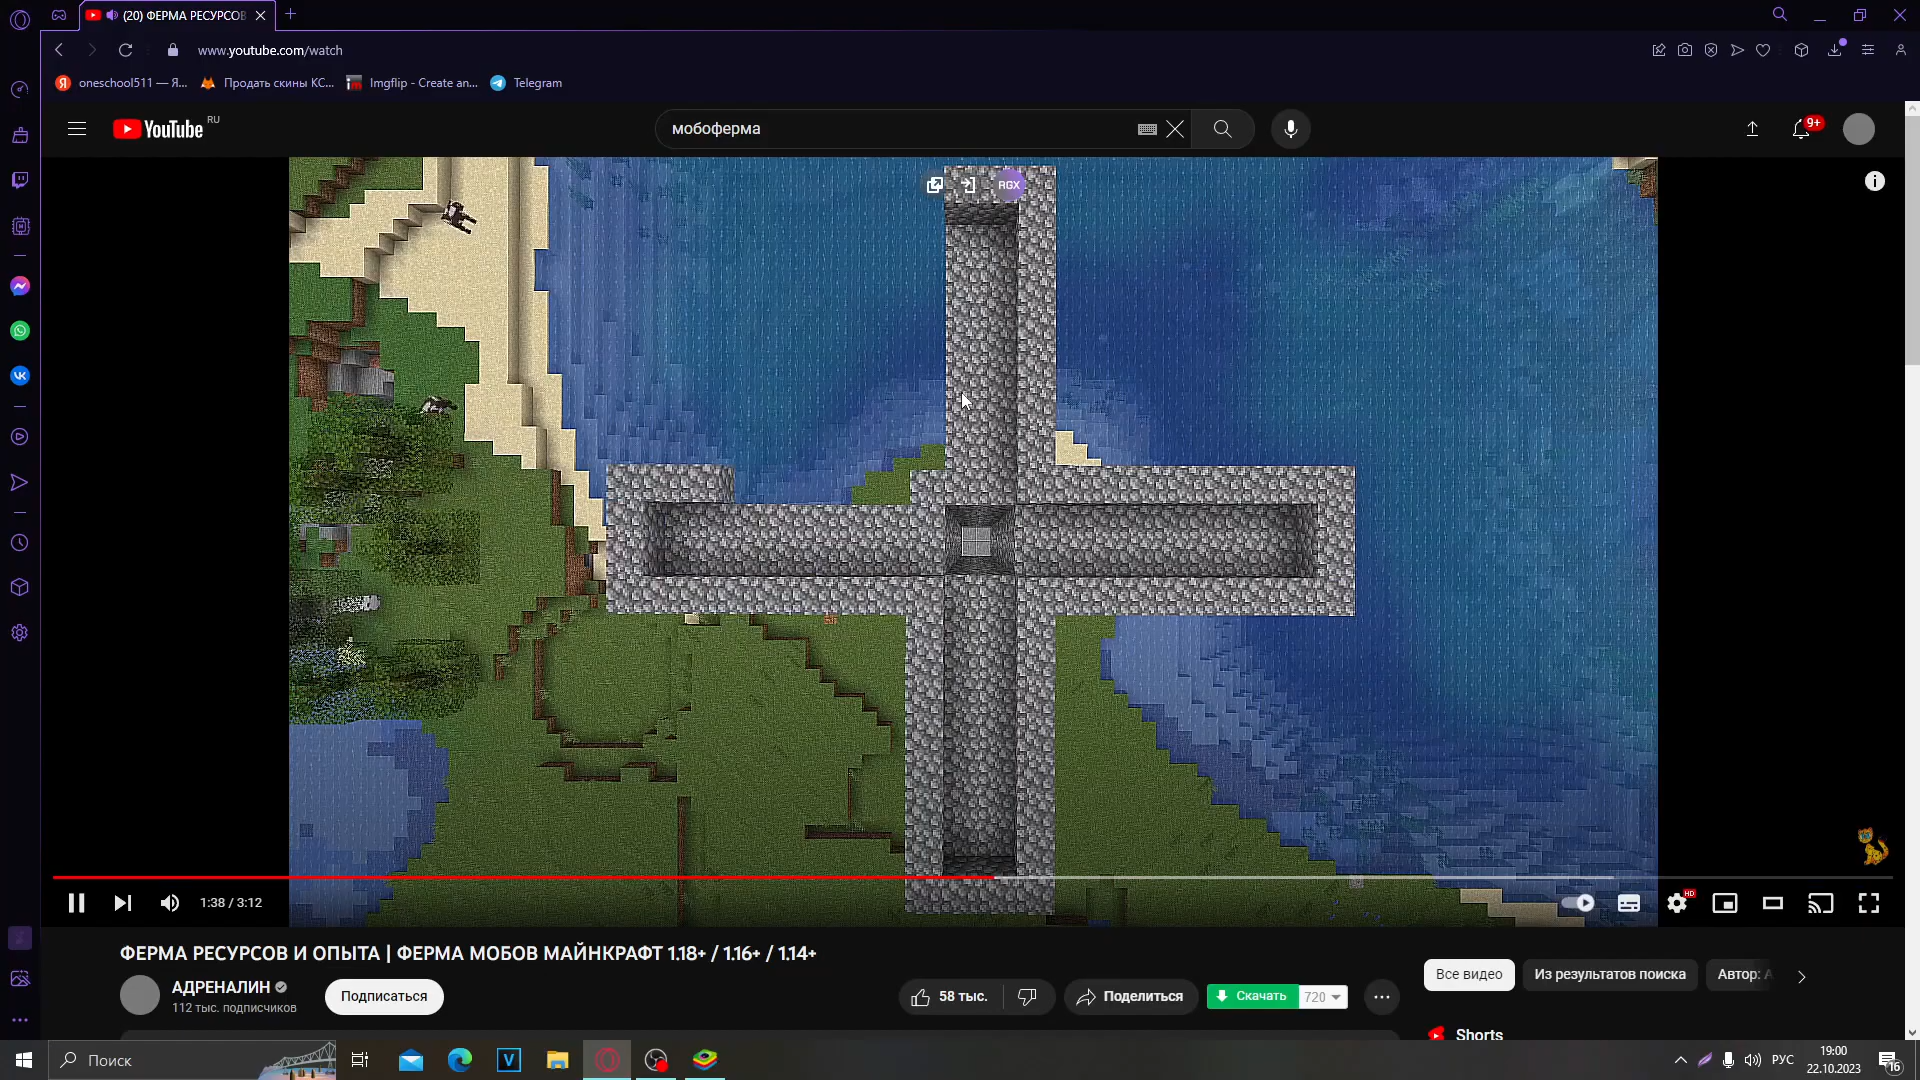 (20) ФЕРМА РЕСУРСОВ
www.youtube.com/watch
oneschool511 — Я...
Продать скины КС...
Imgflip - Create an...
Telegram
YouTube RU
мобоферма
9+
RGX
1:38 / 3:12
HD
ФЕРМА РЕСУРСОВ И ОПЫТА | ФЕРМА МОБОВ МАЙНКРАФТ 1.18+ / 1.16+ / 1.14+
АДРЕНАЛИН
112 тыс. подписчиков
Подписаться
58 тыс.
Поделиться
Скачать
720
Все видео
Из результатов поиска
Автор: А
Shorts
Поиск
РУС
19:00
22.10.2023
16